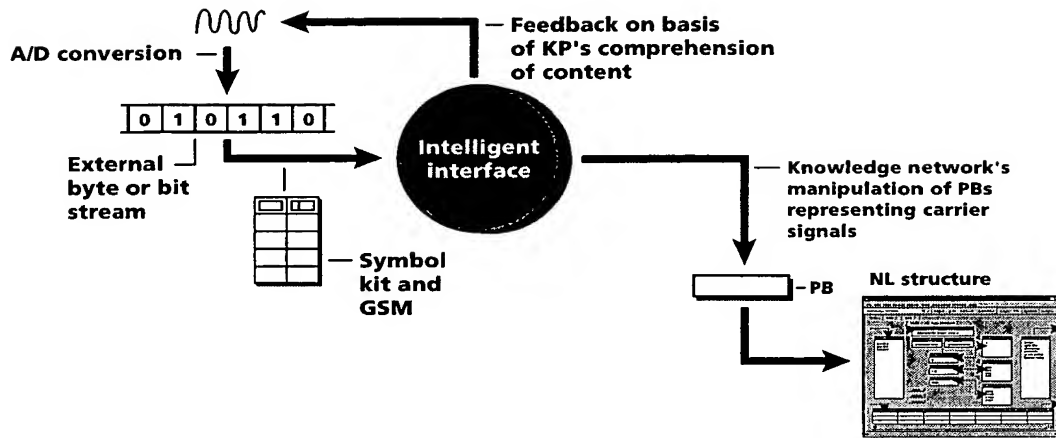 Feedback on basis
of KP's comprehension
of content
A/D conversion
0 1 0 1 1 0
External
byte or bit
stream
Intelligent
interface
Symbol
kit and
GSM
Knowledge network's
manipulation of PBs
representing carrier
signals
PB
NL structure